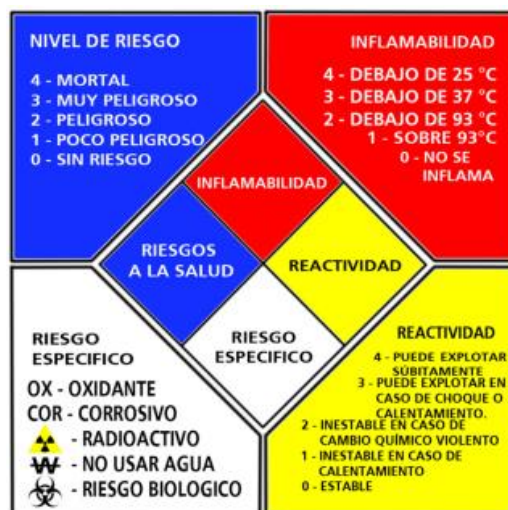 NIVEL DE RIESGO
4 - MORTAL
3 - MUY PELIGROSO
2 - PELIGROSO
1 - POCO PELIGROSO
0 - SIN RIESGO
INFLAMABILIDAD
4 - DEBAJO DE 25 °C
3 - DEBAJO DE 37 °C
2 - DEBAJO DE 93 °C
1 - SOBRE 93°C
0 - NO SE
INFLAMA
INFLAMABILIDAD
RIESGOS
A LA SALUD
REACTIVIDAD
RIESGO
ESPECIFICO
RIESGO
ESPECIFICO
OX - OXIDANTE
COR - CORROSIVO
- RADIOACTIVO
W - NO USAR AGUA
- RIESGO BIOLOGICO
REACTIVIDAD
4 - PUEDE EXPLOTAR
SÚBITAMENTE
3 - PUEDE EXPLOTAR EN
CASO DE CHOQUE O
CALENTAMIENTO.
2 - INESTABLE EN CASO DE
CAMBIO QUÍMICO VIOLENTO
1 - INESTABLE EN CASO DE
CALENTAMIENTO
0 - ESTABLE